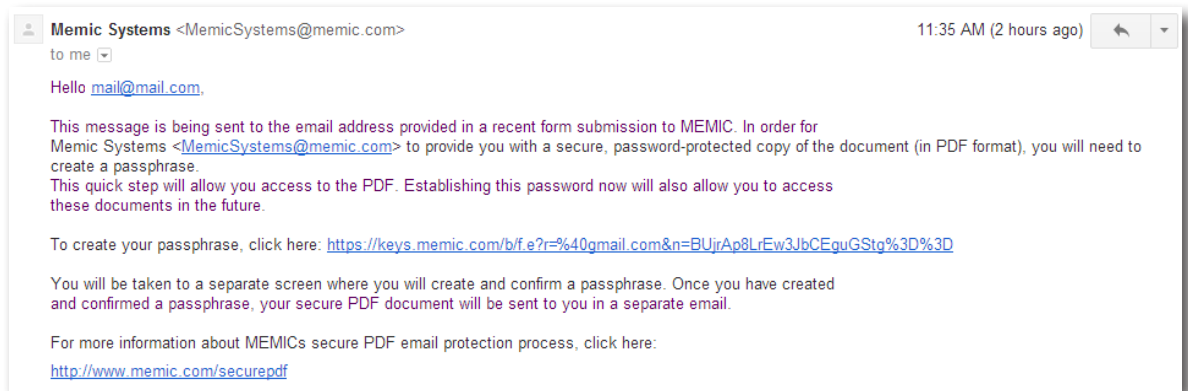 Memic Systems <MemicSystems@memic.com> 11:35 AM (2 hours ago)
to me
Hello mail@mail.com,
This message is being sent to the email address provided in a recent form submission to MEMIC. In order for
Memic Systems <MemicSystems@memic.com> to provide you with a secure, password-protected copy of the document (in PDF format), you will need to
create a passphrase.
This quick step will allow you access to the PDF. Establishing this password now will also allow you to access
these documents in the future.
To create your passphrase, click here: https://keys.memic.com/b/f.e?r=%40gmail.com&n=BUjrAp8LrEw3JbCEguGStg%3D%3D
You will be taken to a separate screen where you will create and confirm a passphrase. Once you have created
and confirmed a passphrase, your secure PDF document will be sent to you in a separate email.
For more information about MEMICs secure PDF email protection process, click here:
http://www.memic.com/securepdf